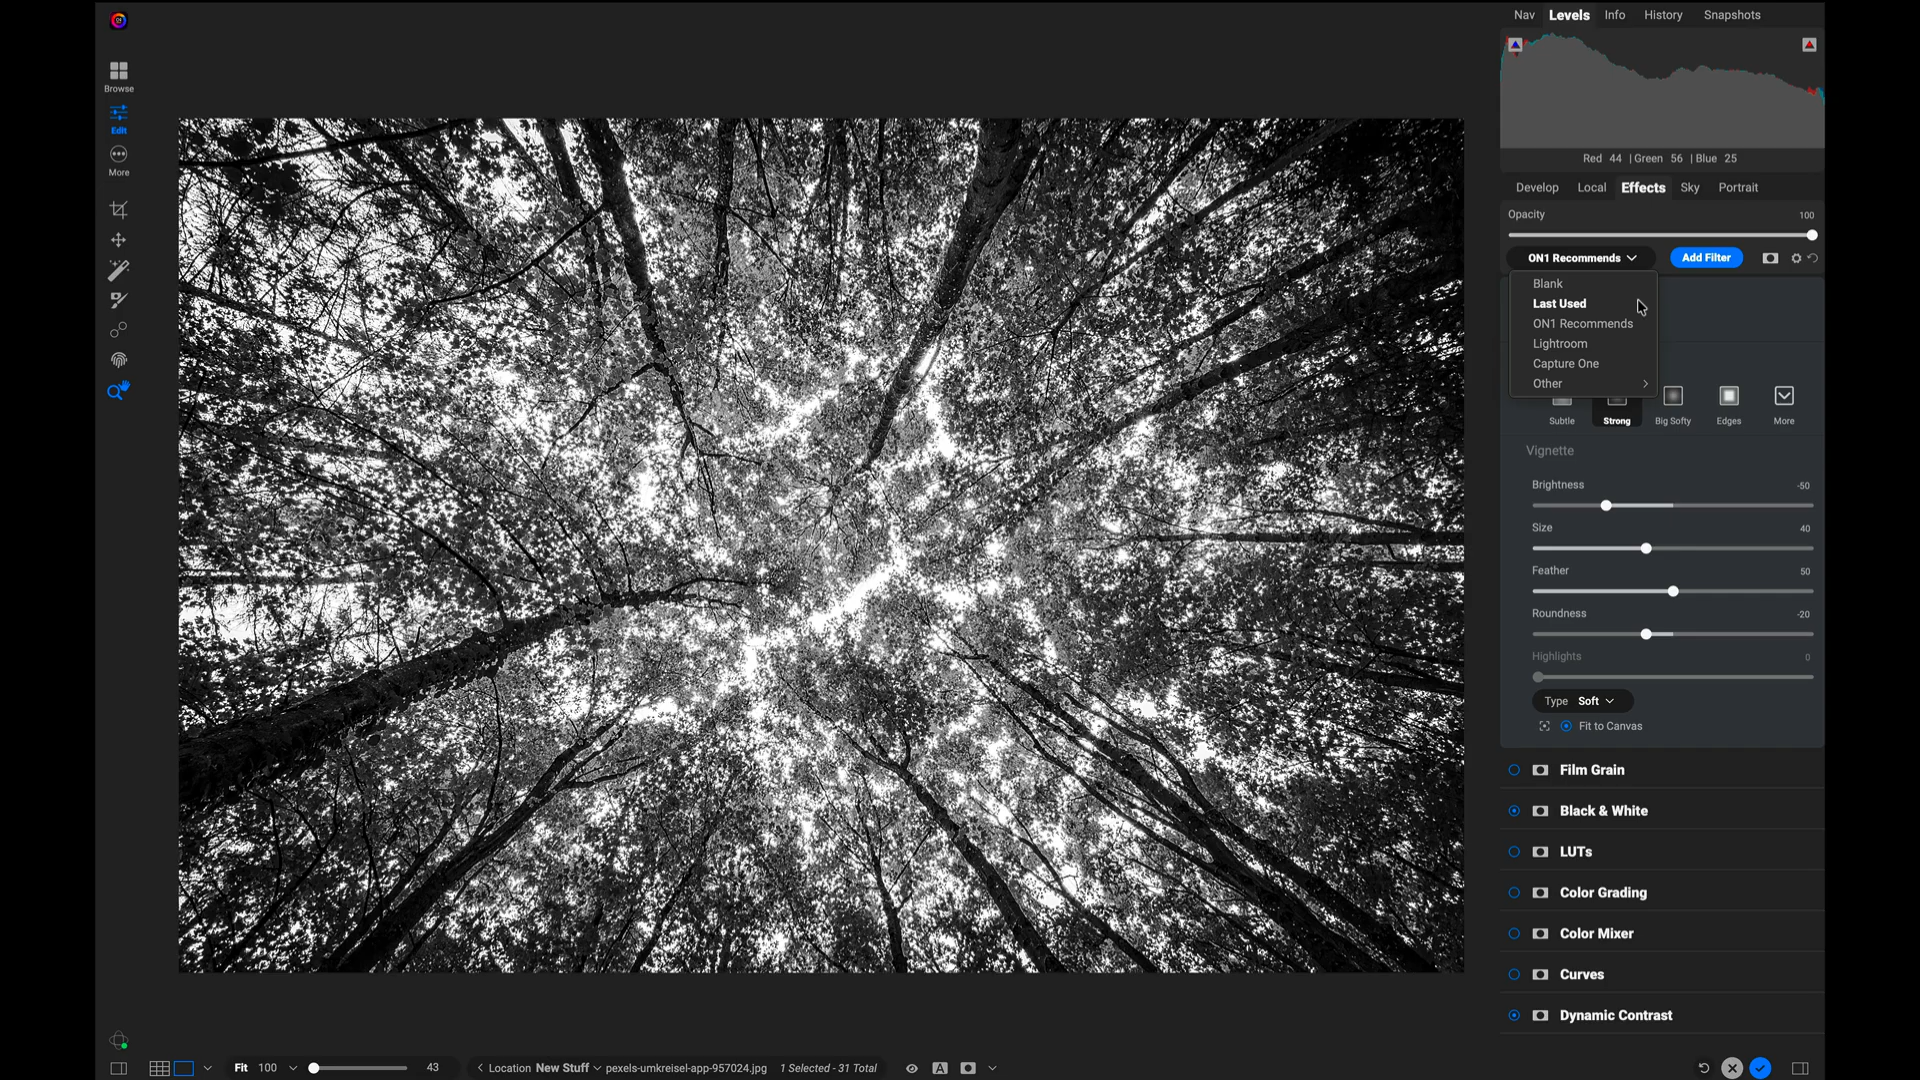 Nav Levels Info History Snapshots
Browse
Edit
More
Red 44 | Green 56 | Blue 25
Develop Local Effects Sky Portrait
Opacity 100
ON1 Recommends Add Filter
Blank
Last Used
ON1 Recommends
Lightroom
Capture One
Other
Subtle Strong Big Softy Edges More
Vignette
Brightness -50
Size 40
Feather 50
Roundness -20
Highlights 0
Type Soft
Fit to Canvas
Film Grain
Black & White
LUTs
Color Grading
Color Mixer
Curves
Dynamic Contrast
Fit 100 43 Location New Stuff pexels-umkreisel-app-957024.jpg 1 Selected - 31 Total A